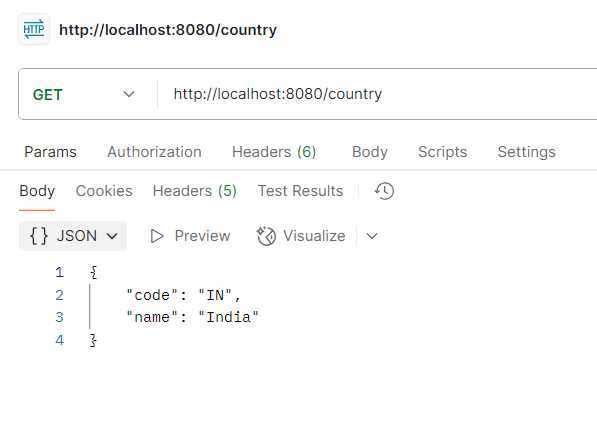 HTTP http://localhost:8080/country
GET http://localhost:8080/country
Params Authorization Headers (6) Body Scripts Settings
Body Cookies Headers (5) Test Results
{} JSON Preview Visualize
1 {
2 "code": "IN",
3 "name": "India"
4 }